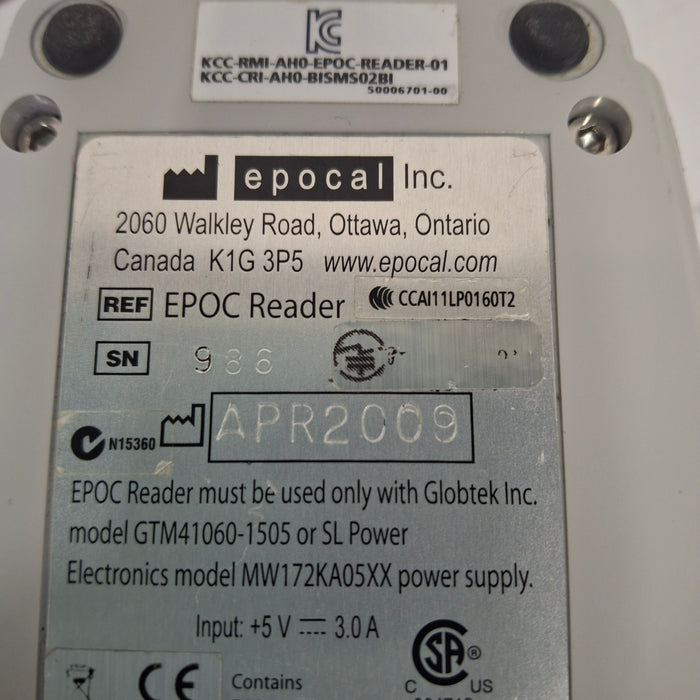 KCC-RMI-AH0-EPOC-READER-01
KCC-CRI-AH0-BISMS02BI
50006701-00
epocal Inc.
2060 Walkley Road, Ottawa, Ontario
Canada K1G 3P5 www.epocal.com
REF EPOC Reader CCAI11LP0160T2
SN 986
N15360 APR2009
EPOC Reader must be used only with Globtek Inc.
model GTM41060-1505 or SL Power
Electronics model MW172KA05XX power supply.
Input: +5 V 3.0 A
CE Contains
CSA ®
C US